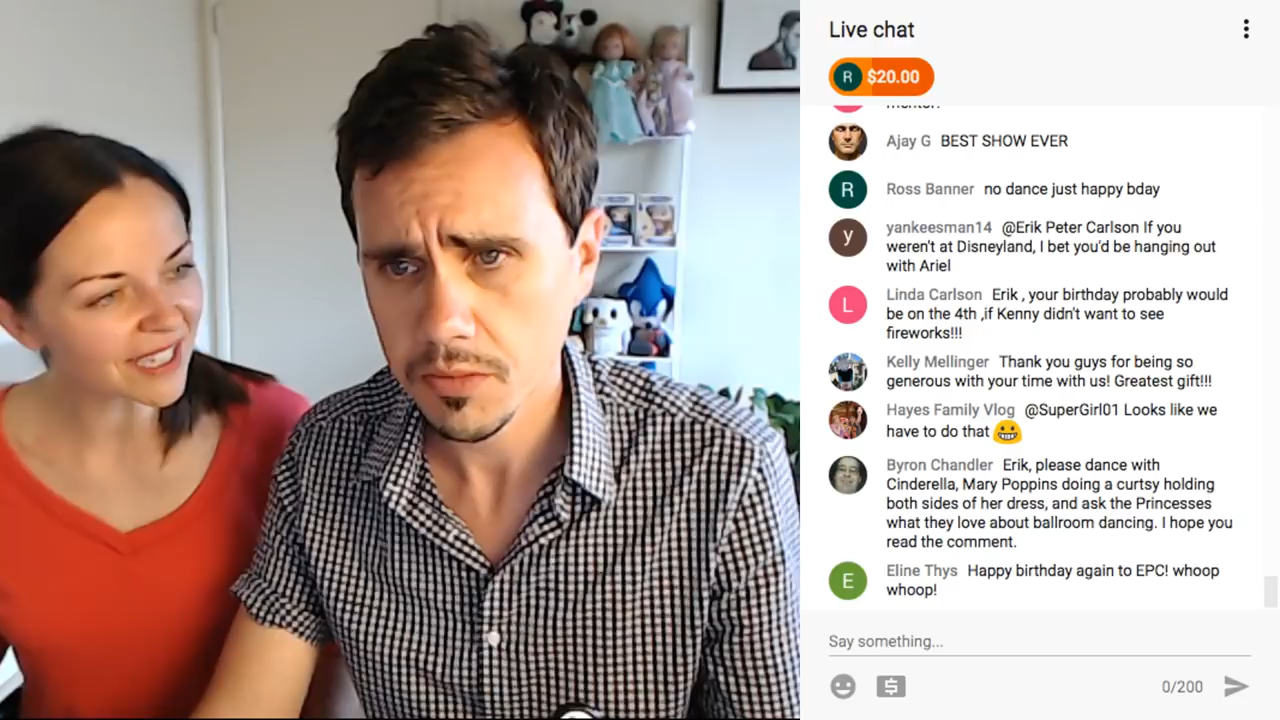 Live chat
R $20.00
mentor!
Ajay G BEST SHOW EVER
R Ross Banner no dance just happy bday
y yankeesman14 @Erik Peter Carlson If you
weren't at Disneyland, I bet you'd be hanging out
with Ariel
L Linda Carlson Erik , your birthday probably would
be on the 4th ,if Kenny didn't want to see
fireworks!!!
Kelly Mellinger Thank you guys for being so
generous with your time with us! Greatest gift!!!
Hayes Family Vlog @SuperGirl01 Looks like we
have to do that 😀
Byron Chandler Erik, please dance with
Cinderella, Mary Poppins doing a curtsy holding
both sides of her dress, and ask the Princesses
what they love about ballroom dancing. I hope you
read the comment.
E Eline Thys Happy birthday again to EPC! whoop
whoop!
Say something...
0/200